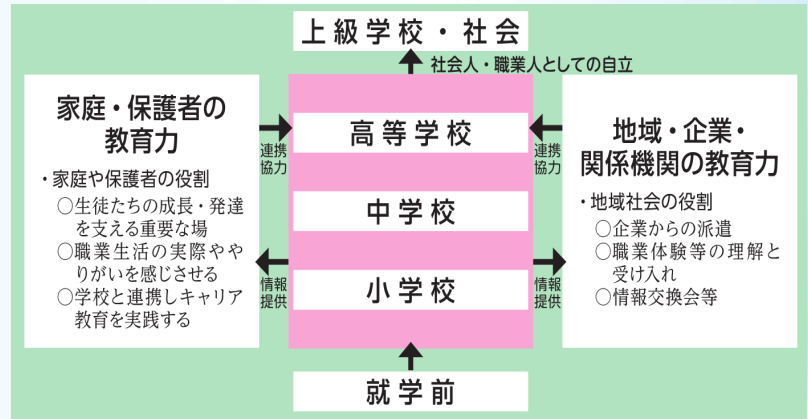 上級学校・社会
社会人・職業人としての自立
家庭・保護者の
教育力
・家庭や保護者の役割
○生徒たちの成長・発達
を支える重要な場
○職業生活の実際やや
りがいを感じさせる
○学校と連携しキャリア
教育を実践する
連携
協力
情報
提供
高等学校
中学校
小学校
就学前
連携
協力
情報
提供
地域・企業・
関係機関の教育力
・地域社会の役割
○企業からの派遣
○職業体験等の理解と
受け入れ
○情報交換会等